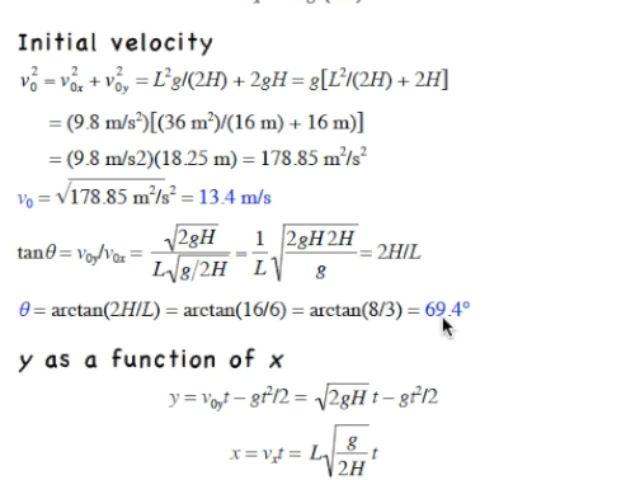 Initial velocity
v₀² = v₀ₓ² + v₀y² = L²g/(2H) + 2gH = g[L²/(2H) + 2H]
= (9.8 m/s²)[(36 m²)/(16 m) + 16 m)]
= (9.8 m/s2)(18.25 m) = 178.85 m²/s²
v₀ = √178.85 m²/s² = 13.4 m/s
tanθ = v₀y/v₀ₓ = √2gH / L√g/2H = 1/L √2gH2H/g = 2H/L
θ = arctan(2H/L) = arctan(16/6) = arctan(8/3) = 69.4°
y as a function of x
y = v₀yt – gt²/2 = √2gH t – gt²/2
x = vₓt = L√g/2H t